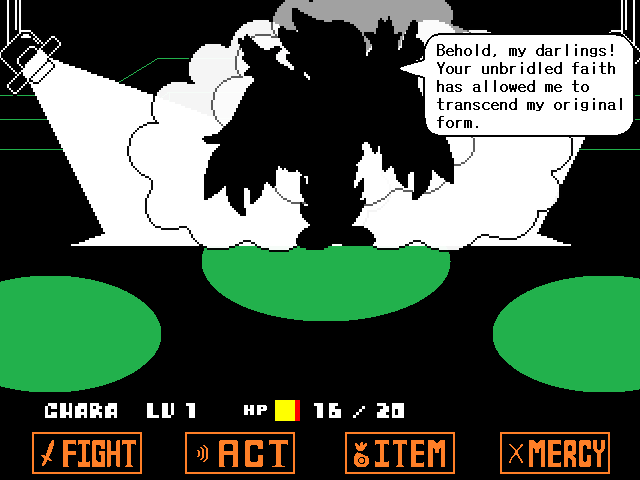 Behold, my darlings!
Your unbridled faith
has allowed me to
transcend my original
form.
CHARA LV 1 HP 16 / 20
FIGHT ACT ITEM MERCY